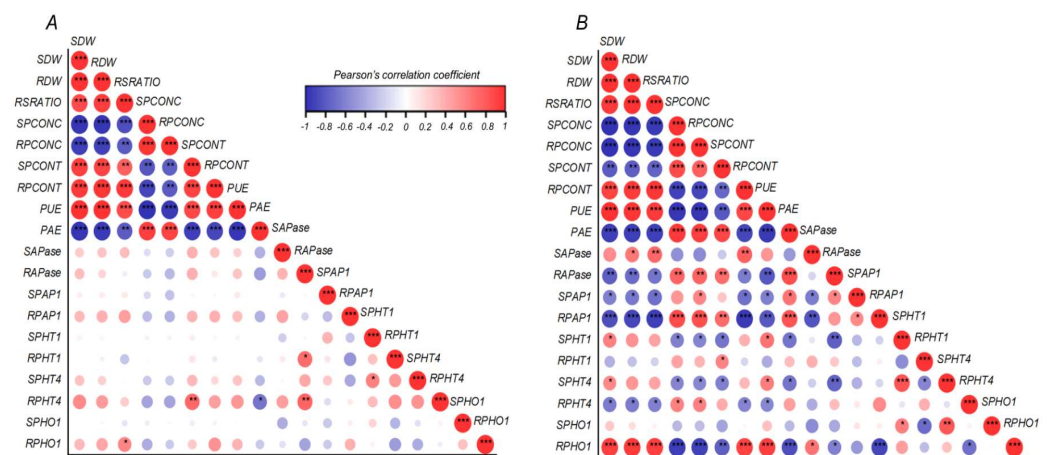 A
SDW
SDW *** RDW
RDW *** *** RSRATIO
RSRATIO *** *** *** SPCONC
SPCONC *** *** *** *** RPCONC
RPCONC *** *** ** *** *** SPCONT
SPCONT *** *** ** ** ** *** RPCONT
RPCONT *** *** *** *** ** *** *** PUE
PUE *** *** *** *** *** *** *** *** PAE
PAE *** *** ** *** *** *** *** *** *** SAPase
SAPase *** RAPase
RAPase *** SPAP1
SPAP1 *** RPAP1
RPAP1 *** SPHT1
SPHT1 *** RPHT1
RPHT1 * *** SPHT4
SPHT4 * *** RPHT4
RPHT4 ** * ** *** SPHO1
SPHO1 *** RPHO1
RPHO1 * ***
Pearson's correlation coefficient
-1 -0.8 -0.6 -0.4 -0.2 0 0.2 0.4 0.6 0.8 1
B
SDW
SDW *** RDW
RDW *** *** RSRATIO
RSRATIO *** *** *** SPCONC
SPCONC *** *** *** *** RPCONC
RPCONC *** *** *** *** *** SPCONT
SPCONT ** ** ** *** ** *** RPCONT
RPCONT *** *** *** *** *** ** *** PUE
PUE *** *** *** *** *** ** *** *** PAE
PAE *** *** *** *** *** *** *** *** *** SAPase
SAPase * ** ** *** RAPase
RAPase ** ** * ** ** ** * ** *** *** SPAP1
SPAP1 * * * * * * * * * *** RPAP1
RPAP1 *** *** *** *** *** ** *** ** *** ** * *** SPHT1
SPHT1 * * * * * ** *** RPHT1
RPHT1 * *** SPHT4
SPHT4 * * * * * * ** *** * *** RPHT4
RPHT4 * * * * * * * *** SPHO1
SPHO1 * * ** *** RPHO1
RPHO1 *** *** *** *** *** ** *** *** *** * * *** * ***